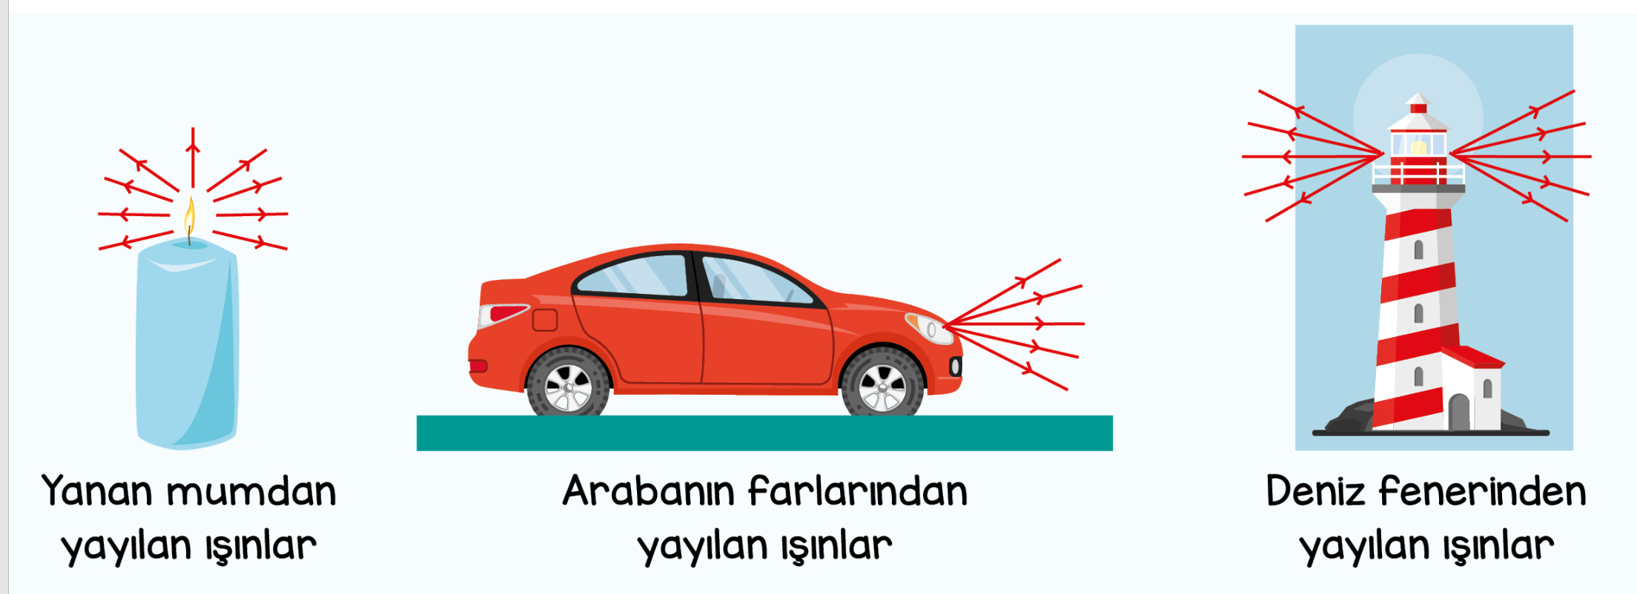 Yanan mumdan
yayılan ışınlar
Arabanın farlarından
yayılan ışınlar
Deniz fenerinden
yayılan ışınlar